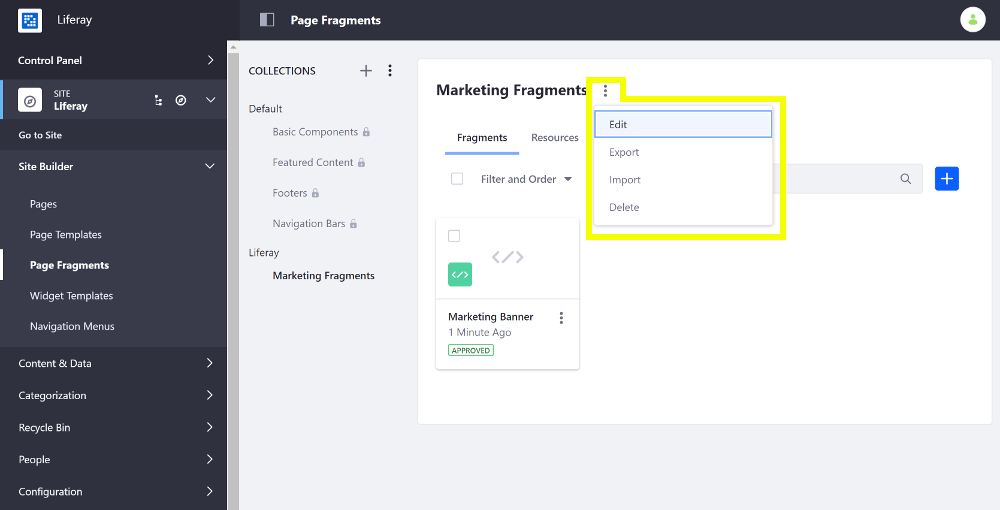 Liferay
Page Fragments
Control Panel
SITE
Liferay
Go to Site
Site Builder
Pages
Page Templates
Page Fragments
Widget Templates
Navigation Menus
Content & Data
Categorization
Recycle Bin
People
Configuration
COLLECTIONS
Default
Basic Components
Featured Content
Footers
Navigation Bars
Liferay
Marketing Fragments
Marketing Fragments
Edit
Export
Import
Delete
Fragments
Resources
Filter and Order
</>
</>
Marketing Banner
1 Minute Ago
APPROVED